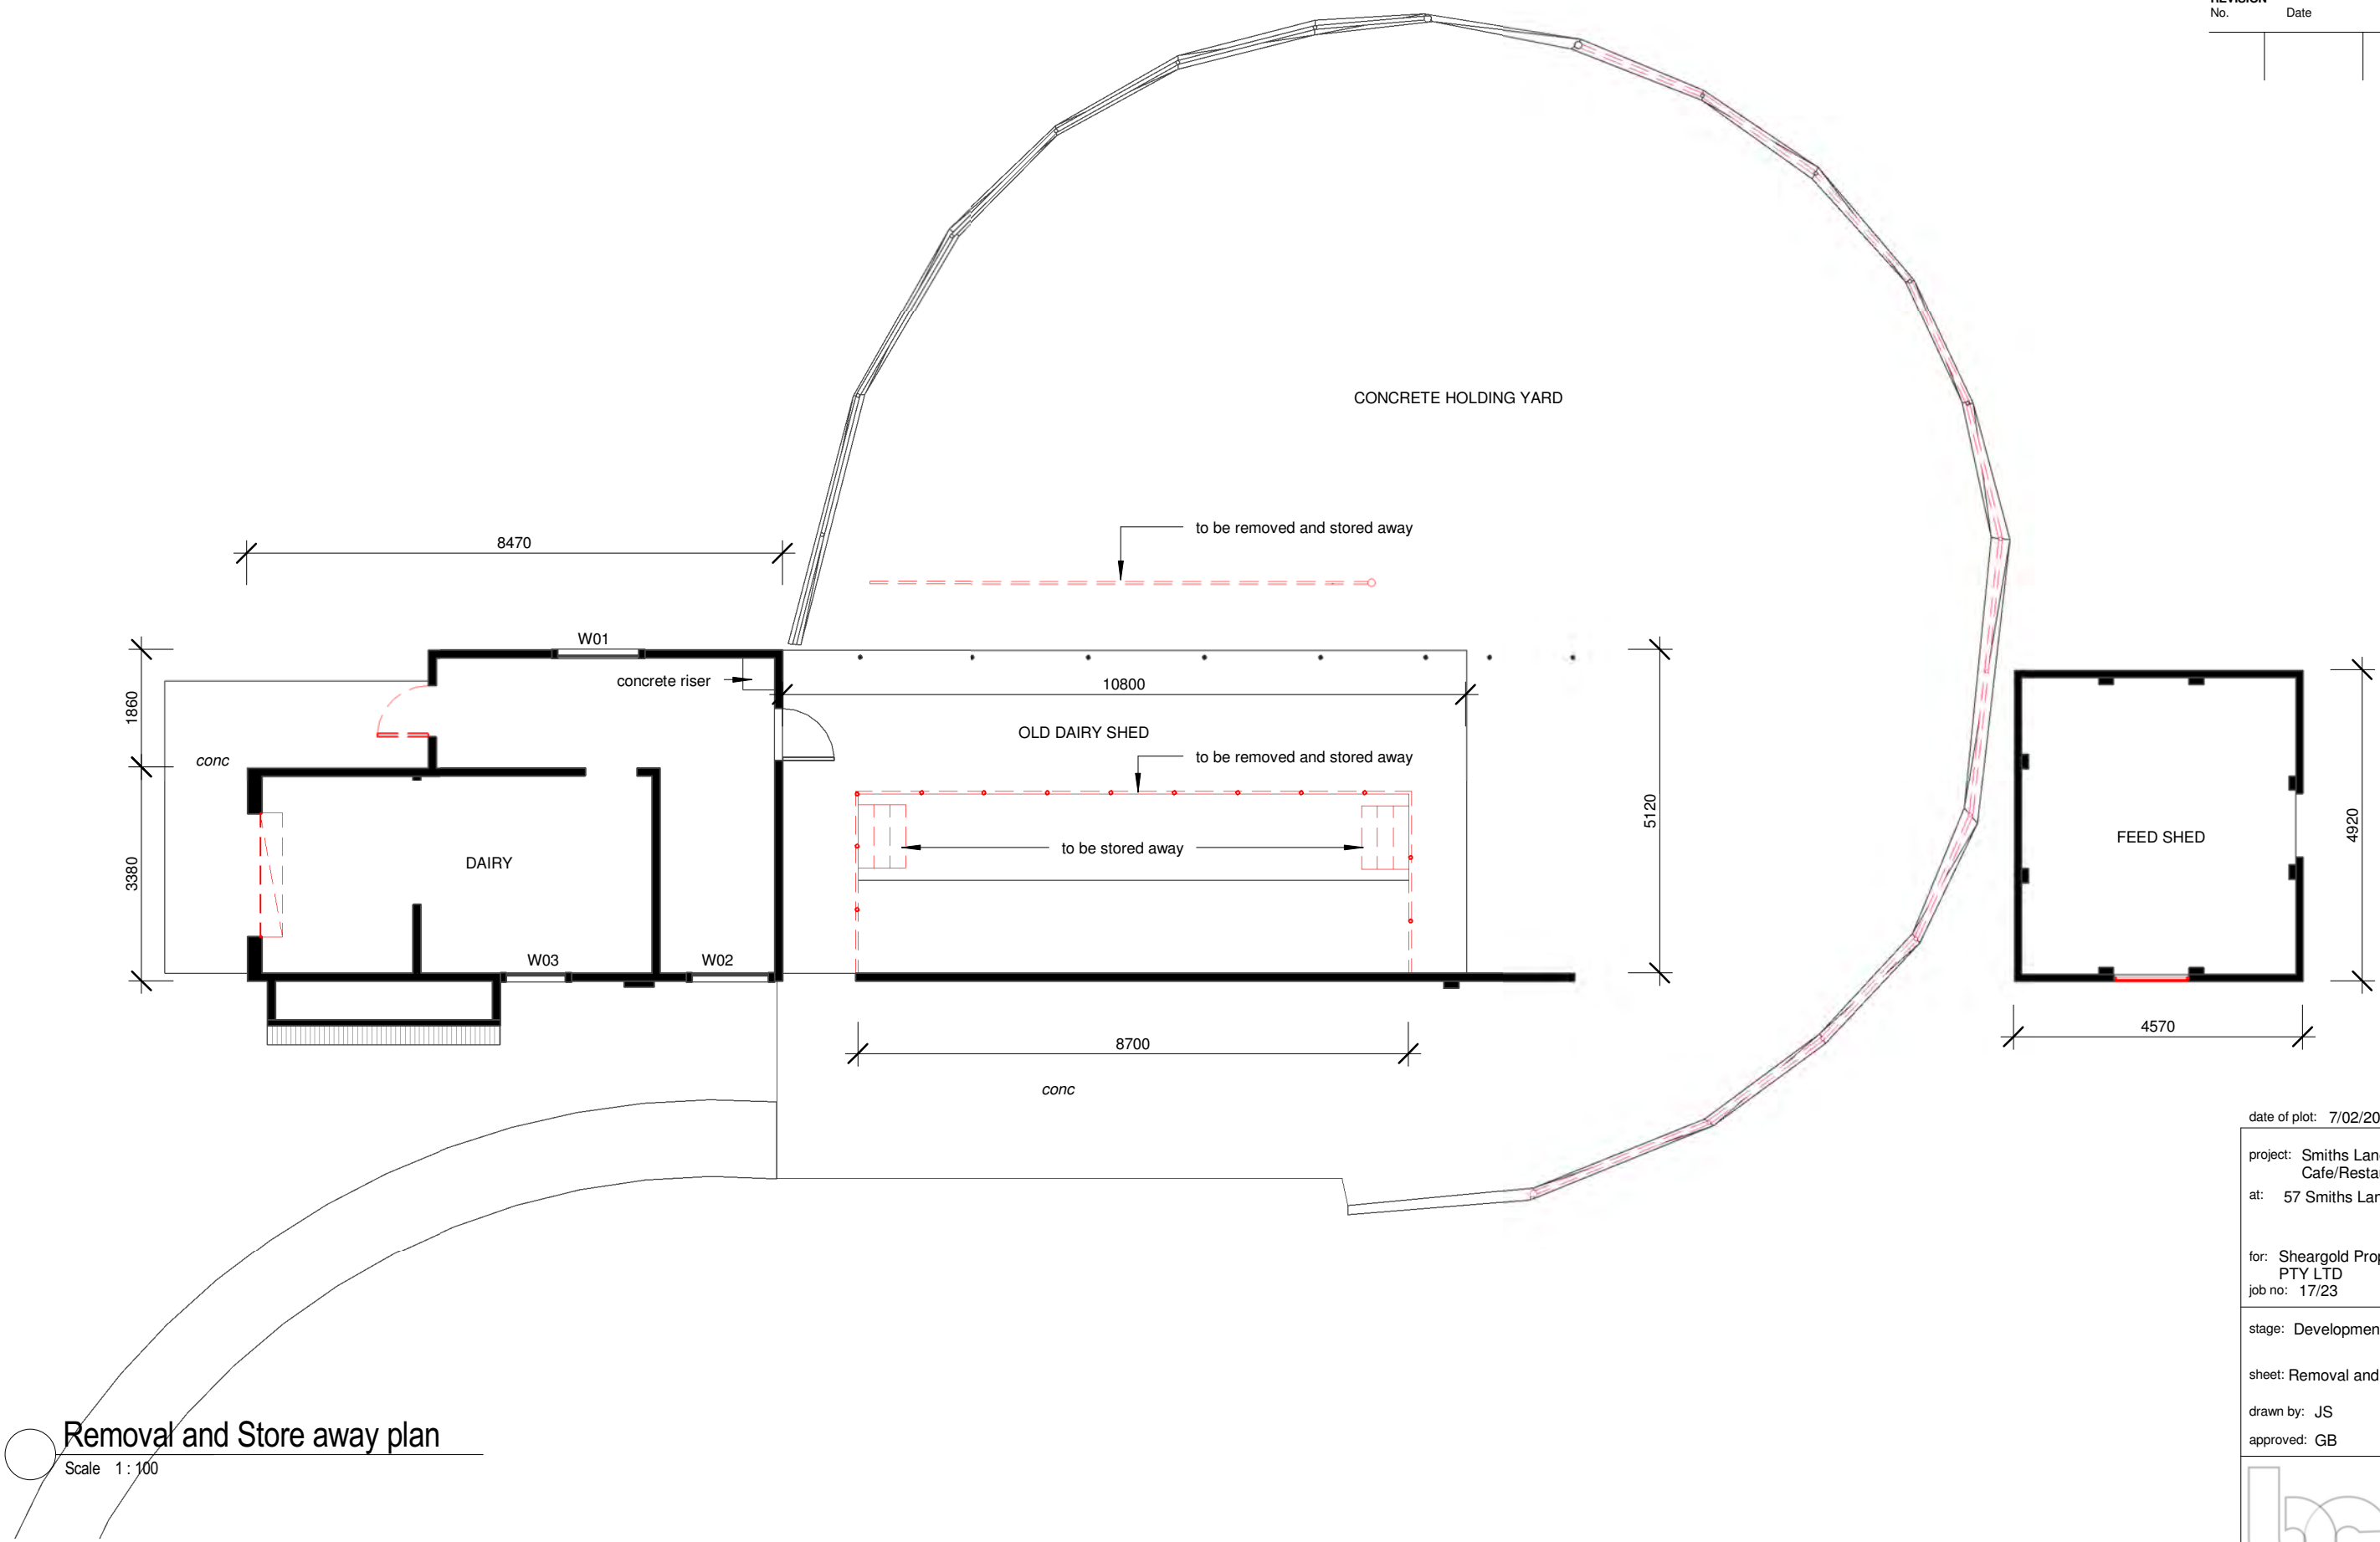 No. Date
CONCRETE HOLDING YARD
to be removed and stored away
8470
W01
concrete riser
10800
1860
OLD DAIRY SHED
to be removed and stored away
conc
5120
4920
FEED SHED
to be stored away
DAIRY
3380
W03
W02
4570
8700
conc
date of plot: 7/02/20
project: Smiths Lan
Cafe/Resta
at: 57 Smiths Lan
for: Sheargold Prop
PTY LTD
job no: 17/23
stage: Developmen
sheet: Removal and
drawn by: JS
approved: GB
Removal and Store away plan
Scale 1 : 100